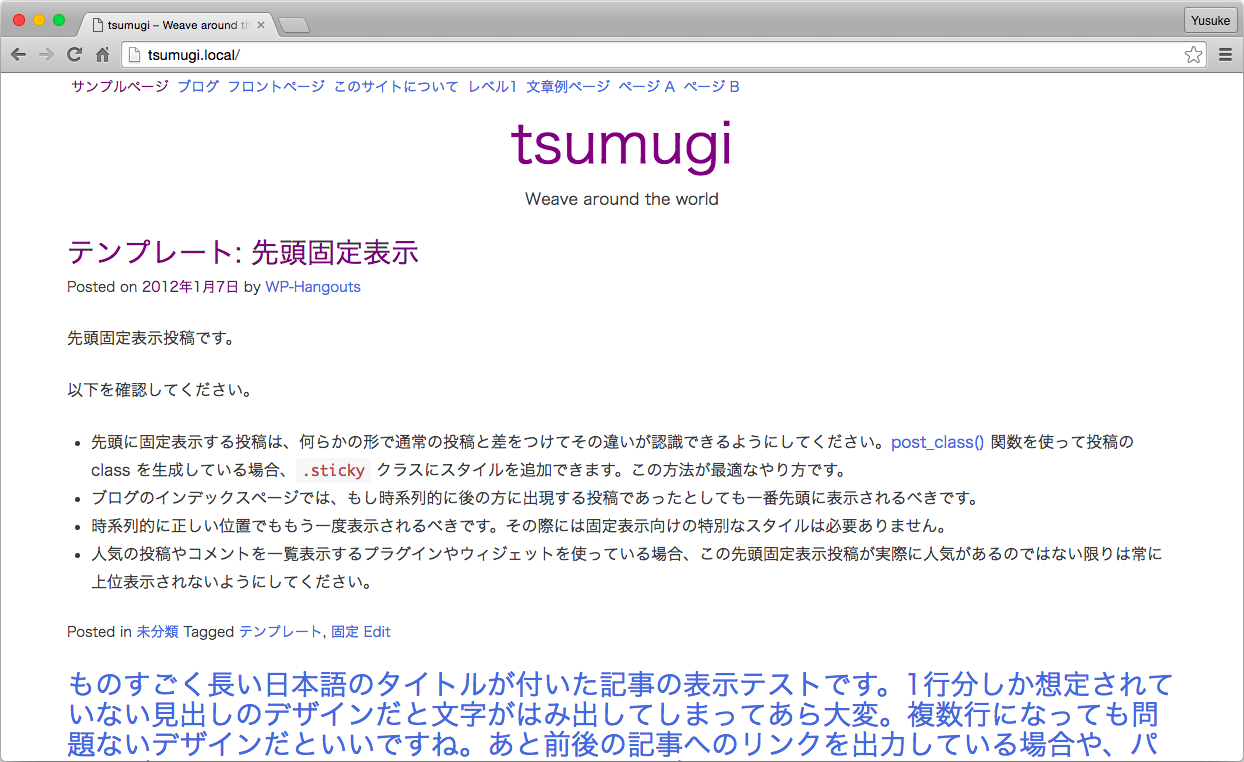 tsumugi – Weave around th
Yusuke
tsumugi.local/
サンプルページ ブログ フロントページ このサイトについて レベル1 文章例ページ ページ A ページ B
tsumugi
Weave around the world
テンプレート: 先頭固定表示
Posted on 2012年1月7日 by WP-Hangouts
先頭固定表示投稿です。
以下を確認してください。
• 先頭に固定表示する投稿は、何らかの形で通常の投稿と差をつけてその違いが認識できるようにしてください。post_class() 関数を使って投稿の
class を生成している場合、 .sticky クラスにスタイルを追加できます。この方法が最適なやり方です。
• ブログのインデックスページでは、もし時系列的に後の方に出現する投稿であったとしても一番先頭に表示されるべきです。
• 時系列的に正しい位置でももう一度表示されるべきです。その際には固定表示向けの特別なスタイルは必要ありません。
• 人気の投稿やコメントを一覧表示するプラグインやウィジェットを使っている場合、この先頭固定表示投稿が実際に人気があるのではない限りは常に
上位表示されないようにしてください。
Posted in 未分類 Tagged テンプレート, 固定 Edit
ものすごく長い日本語のタイトルが付いた記事の表示テストです。1行分しか想定されて
いない見出しのデザインだと文字がはみ出してしまってあら大変。複数行になっても問
題ないデザインだといいですね。あと前後の記事へのリンクを出力している場合や、パ